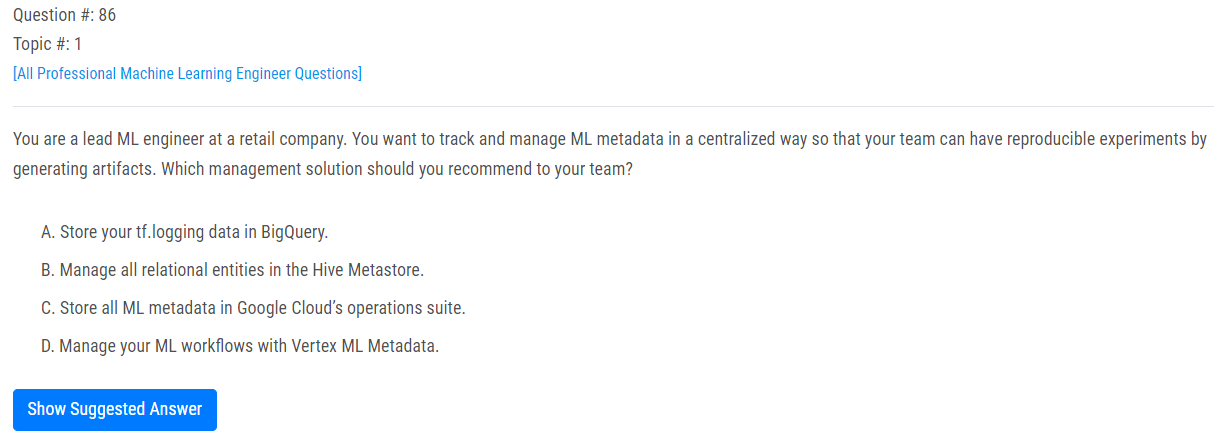 Question #: 86
Topic #: 1
[All Professional Machine Learning Engineer Questions]
You are a lead ML engineer at a retail company. You want to track and manage ML metadata in a centralized way so that your team can have reproducible experiments by
generating artifacts. Which management solution should you recommend to your team?
A. Store your tf.logging data in BigQuery.
B. Manage all relational entities in the Hive Metastore.
C. Store all ML metadata in Google Cloud’s operations suite.
D. Manage your ML workflows with Vertex ML Metadata.
Show Suggested Answer